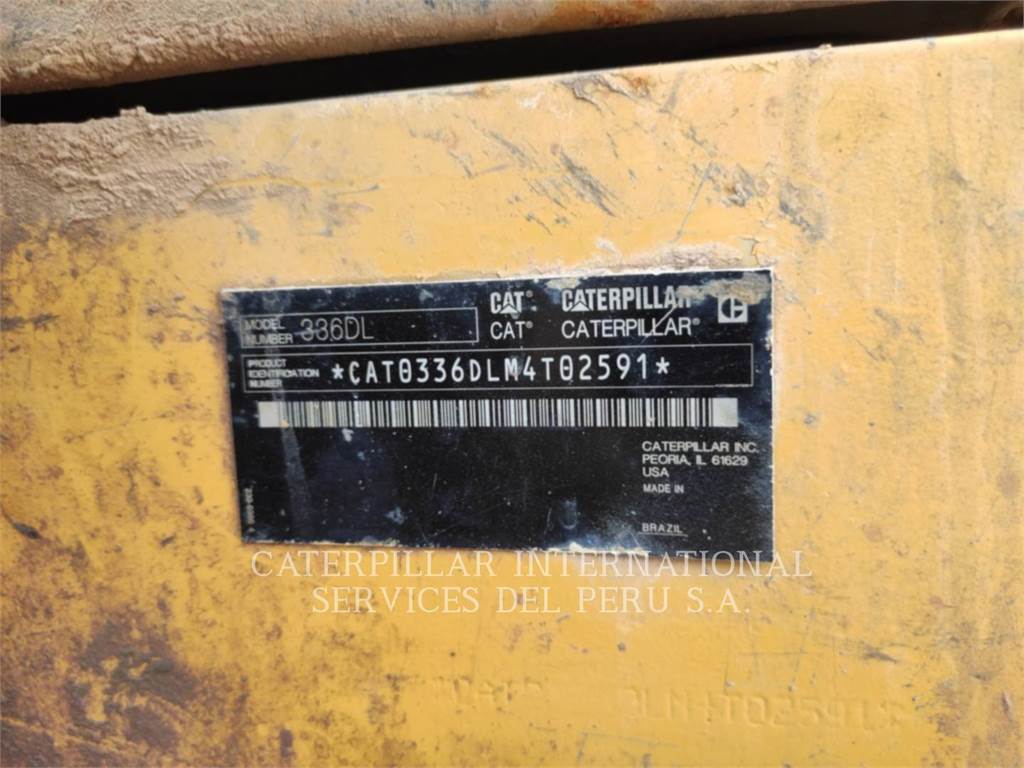 CAT® CATERPILLAR
CAT® CATERPILLAR®
MODEL NUMBER 336DL
PRODUCT IDENTIFICATION NUMBER *CAT0336DLM4T02591*
CATERPILLAR INC.
PEORIA, IL 61629
USA
MADE IN
BRAZIL
CATERPILLAR INTERNATIONAL
SERVICES DEL PERU S.A.
DLM4T02591